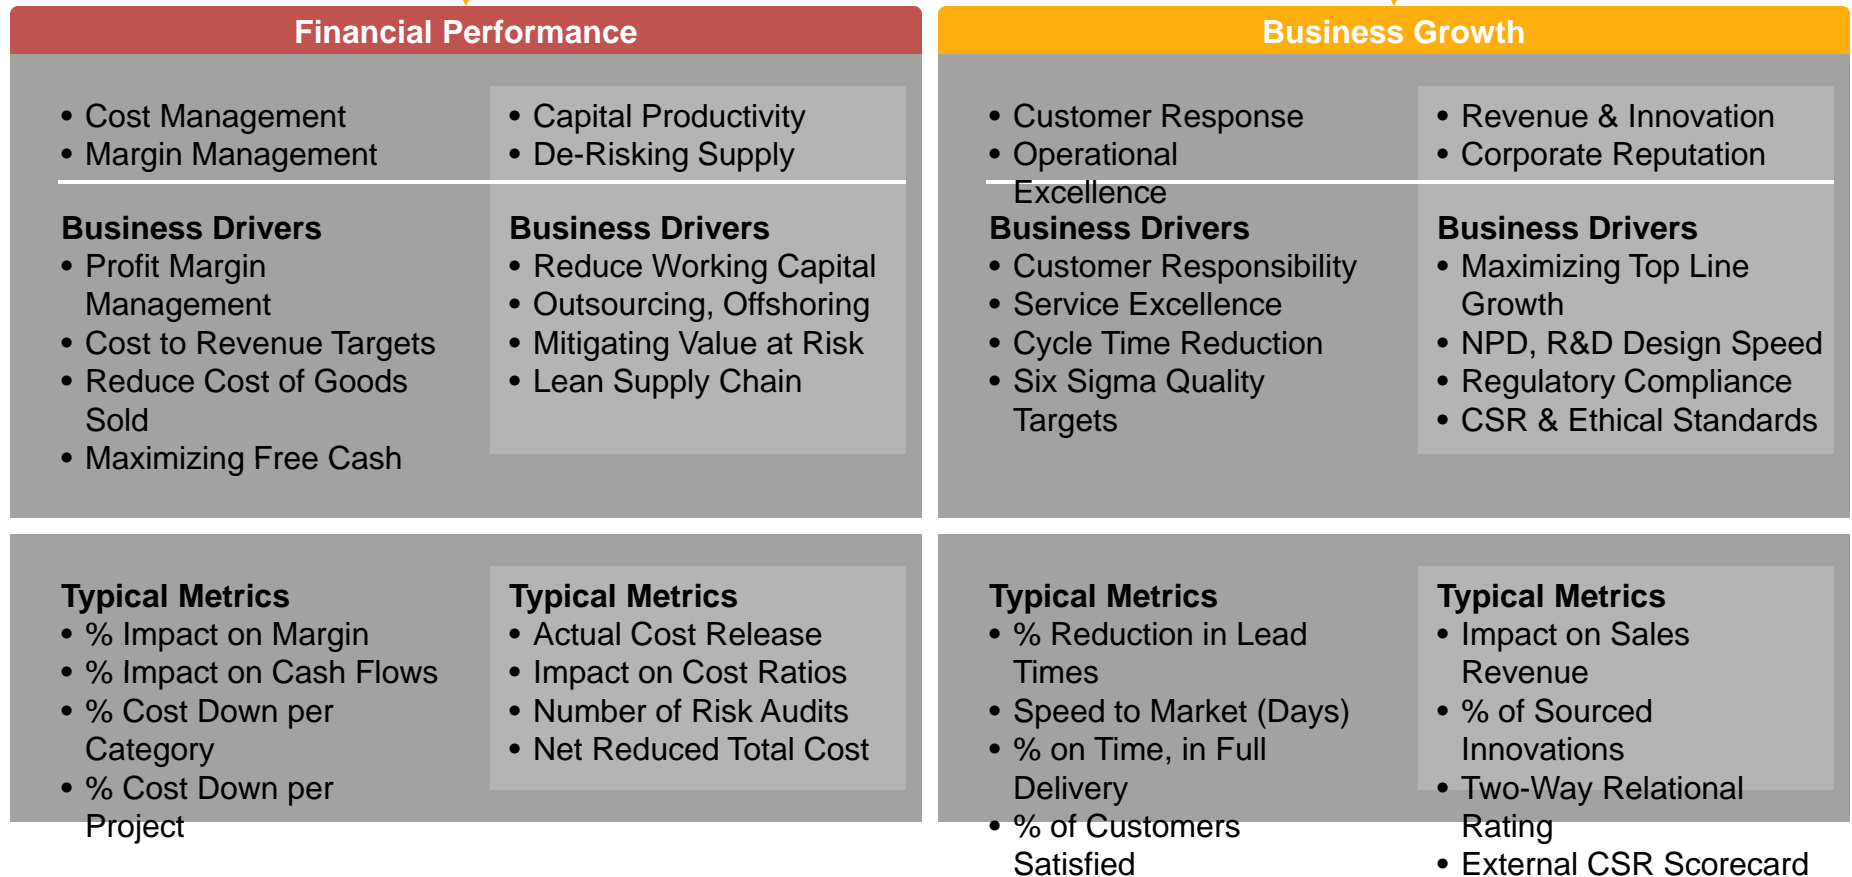 Financial Performance
• Cost Management
• Margin Management
• Capital Productivity
• De-Risking Supply
Business Drivers
• Profit Margin
Management
• Cost to Revenue Targets
• Reduce Cost of Goods
Sold
• Maximizing Free Cash
Business Drivers
• Reduce Working Capital
• Outsourcing, Offshoring
• Mitigating Value at Risk
• Lean Supply Chain
Typical Metrics
• % Impact on Margin
• % Impact on Cash Flows
• % Cost Down per
Category
• % Cost Down per
Project
Typical Metrics
• Actual Cost Release
• Impact on Cost Ratios
• Number of Risk Audits
• Net Reduced Total Cost
Business Growth
• Customer Response
• Operational
Excellence
• Revenue & Innovation
• Corporate Reputation
Business Drivers
• Customer Responsibility
• Service Excellence
• Cycle Time Reduction
• Six Sigma Quality
Targets
Business Drivers
• Maximizing Top Line
Growth
• NPD, R&D Design Speed
• Regulatory Compliance
• CSR & Ethical Standards
Typical Metrics
• % Reduction in Lead
Times
• Speed to Market (Days)
• % on Time, in Full
Delivery
• % of Customers
Satisfied
Typical Metrics
• Impact on Sales
Revenue
• % of Sourced
Innovations
• Two-Way Relational
Rating
• External CSR Scorecard